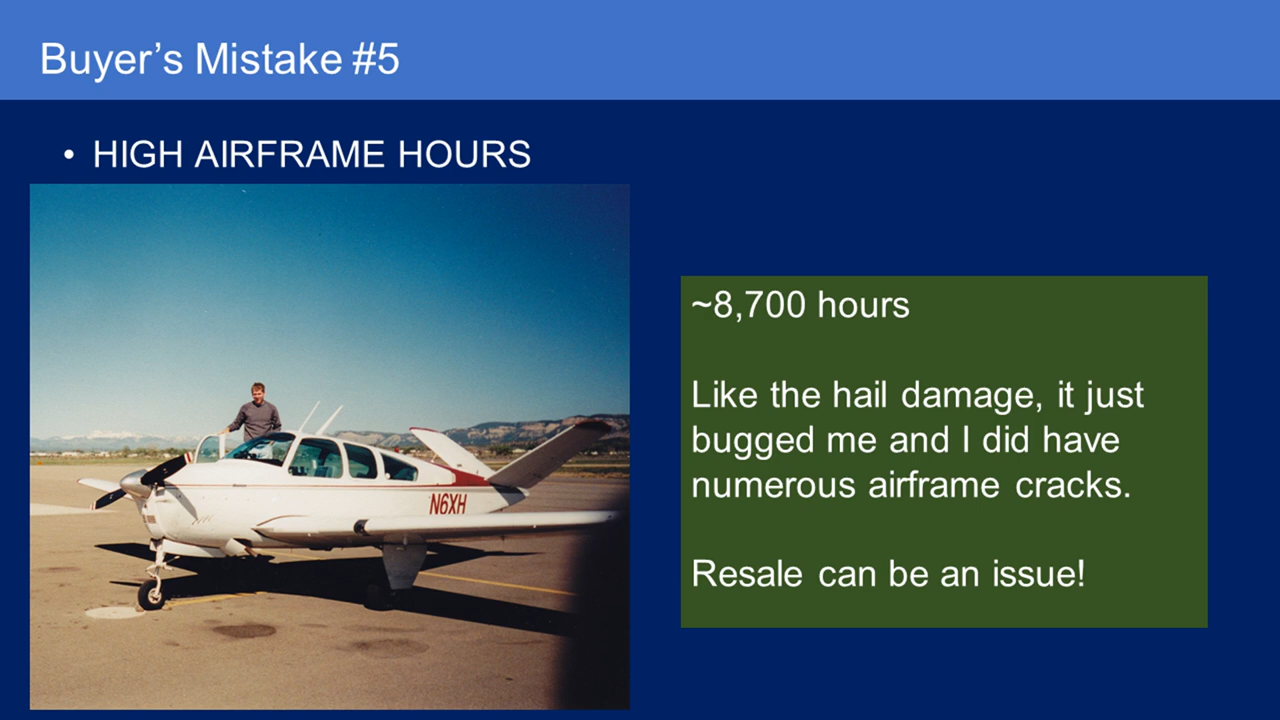 Buyer’s Mistake #5
• HIGH AIRFRAME HOURS
N6XH
~8,700 hours
Like the hail damage, it just
bugged me and I did have
numerous airframe cracks.
Resale can be an issue!